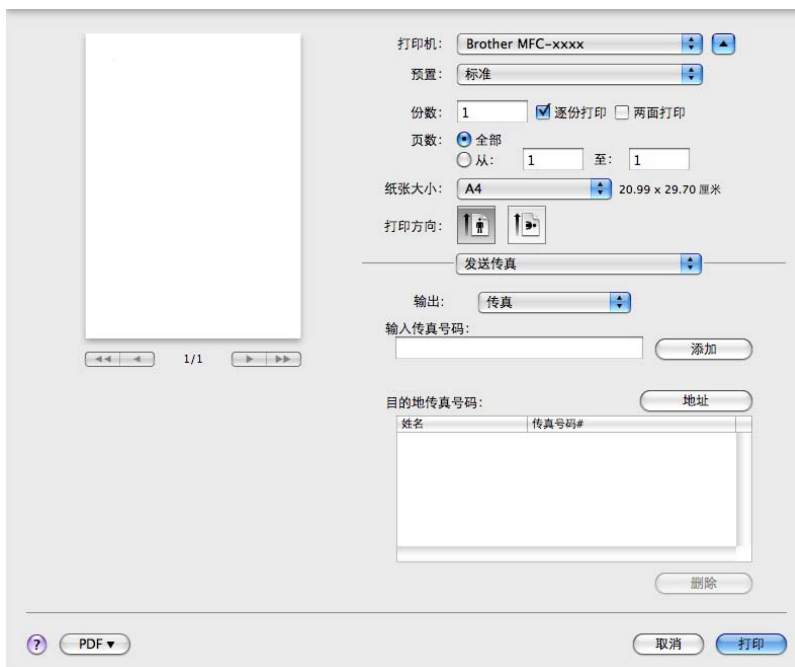 打印机: Brother MFC-xxxx
预置: 标准
份数: 1 逐份打印 两面打印
页数: 全部
从: 1 至: 1
纸张大小: A4 20.99 x 29.70 厘米
打印方向:
发送传真
输出: 传真
输入传真号码:
添加
1/1
目的地传真号码: 地址
姓名 传真号码#
删除
? PDF 取消 打印